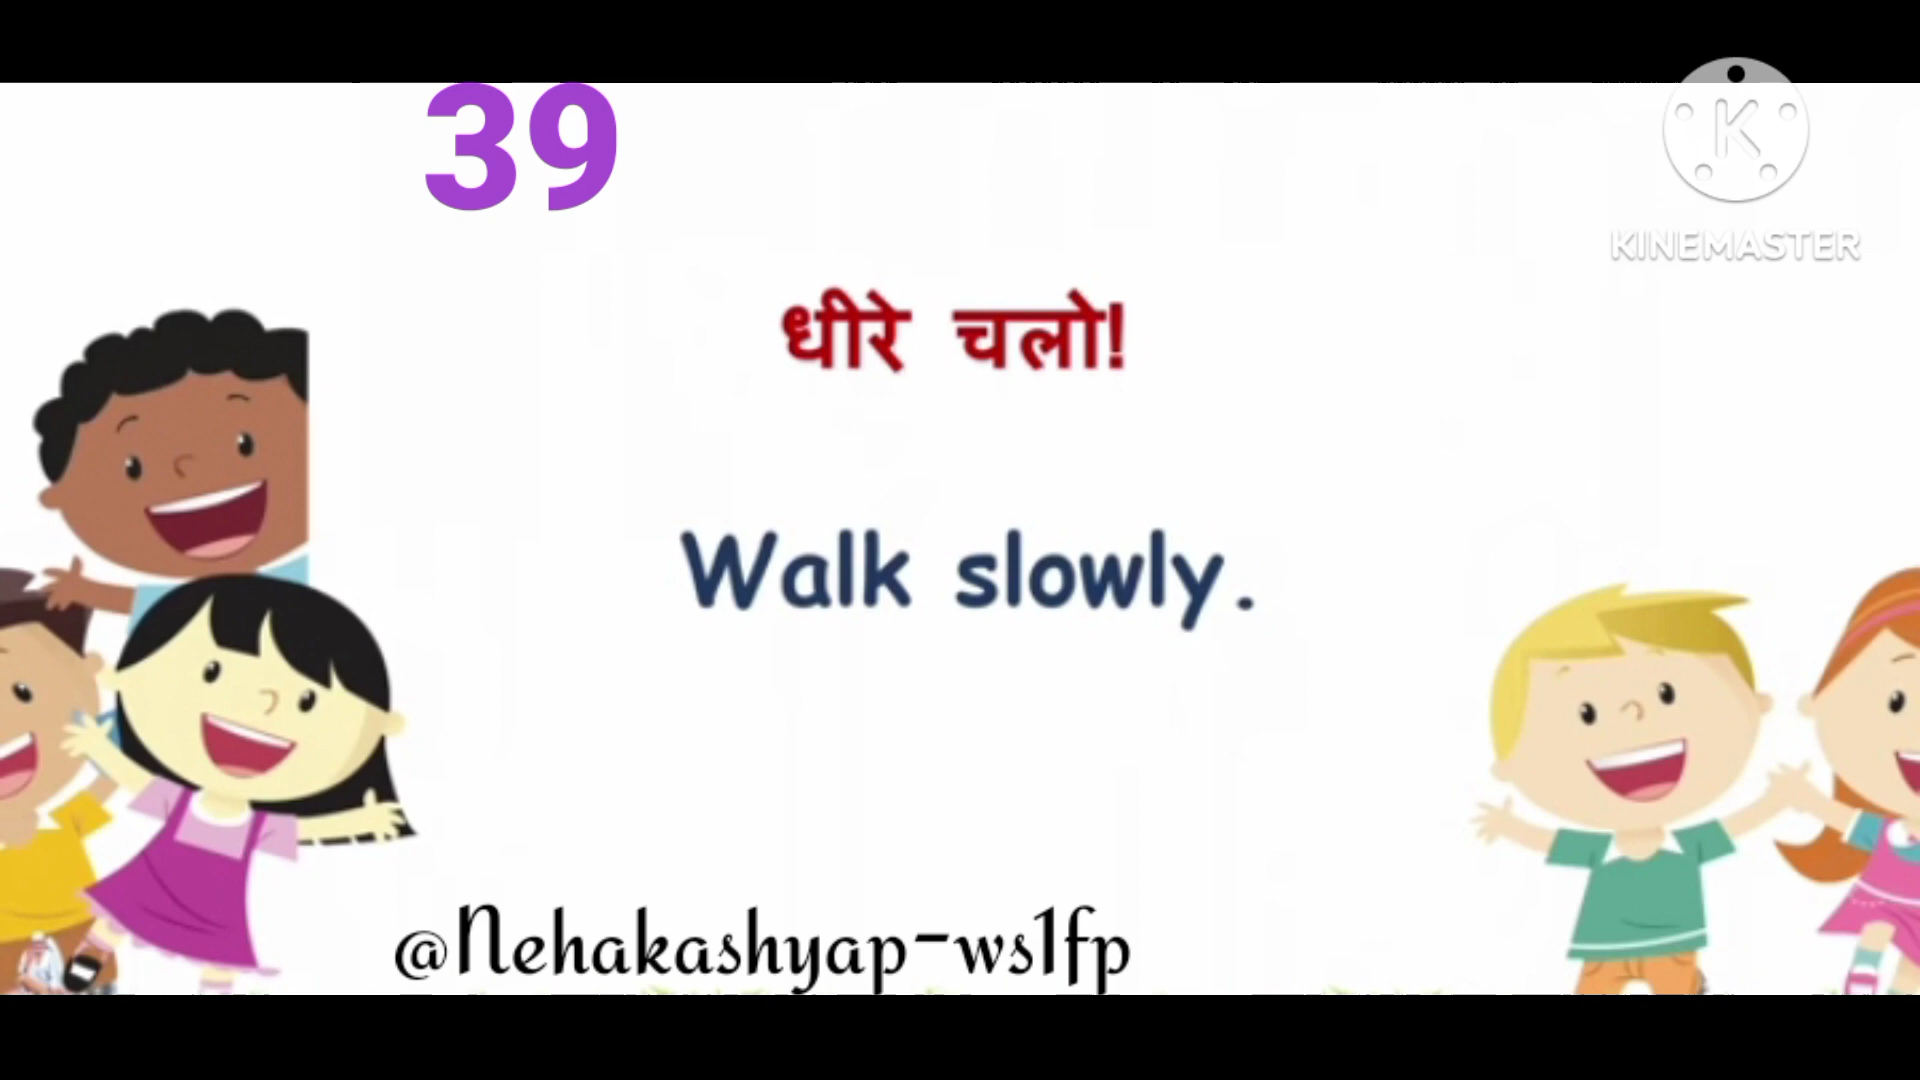 39
K
KINEMASTER
धीरे चलो!
Walk slowly.
@Nehakashyap-ws1fp